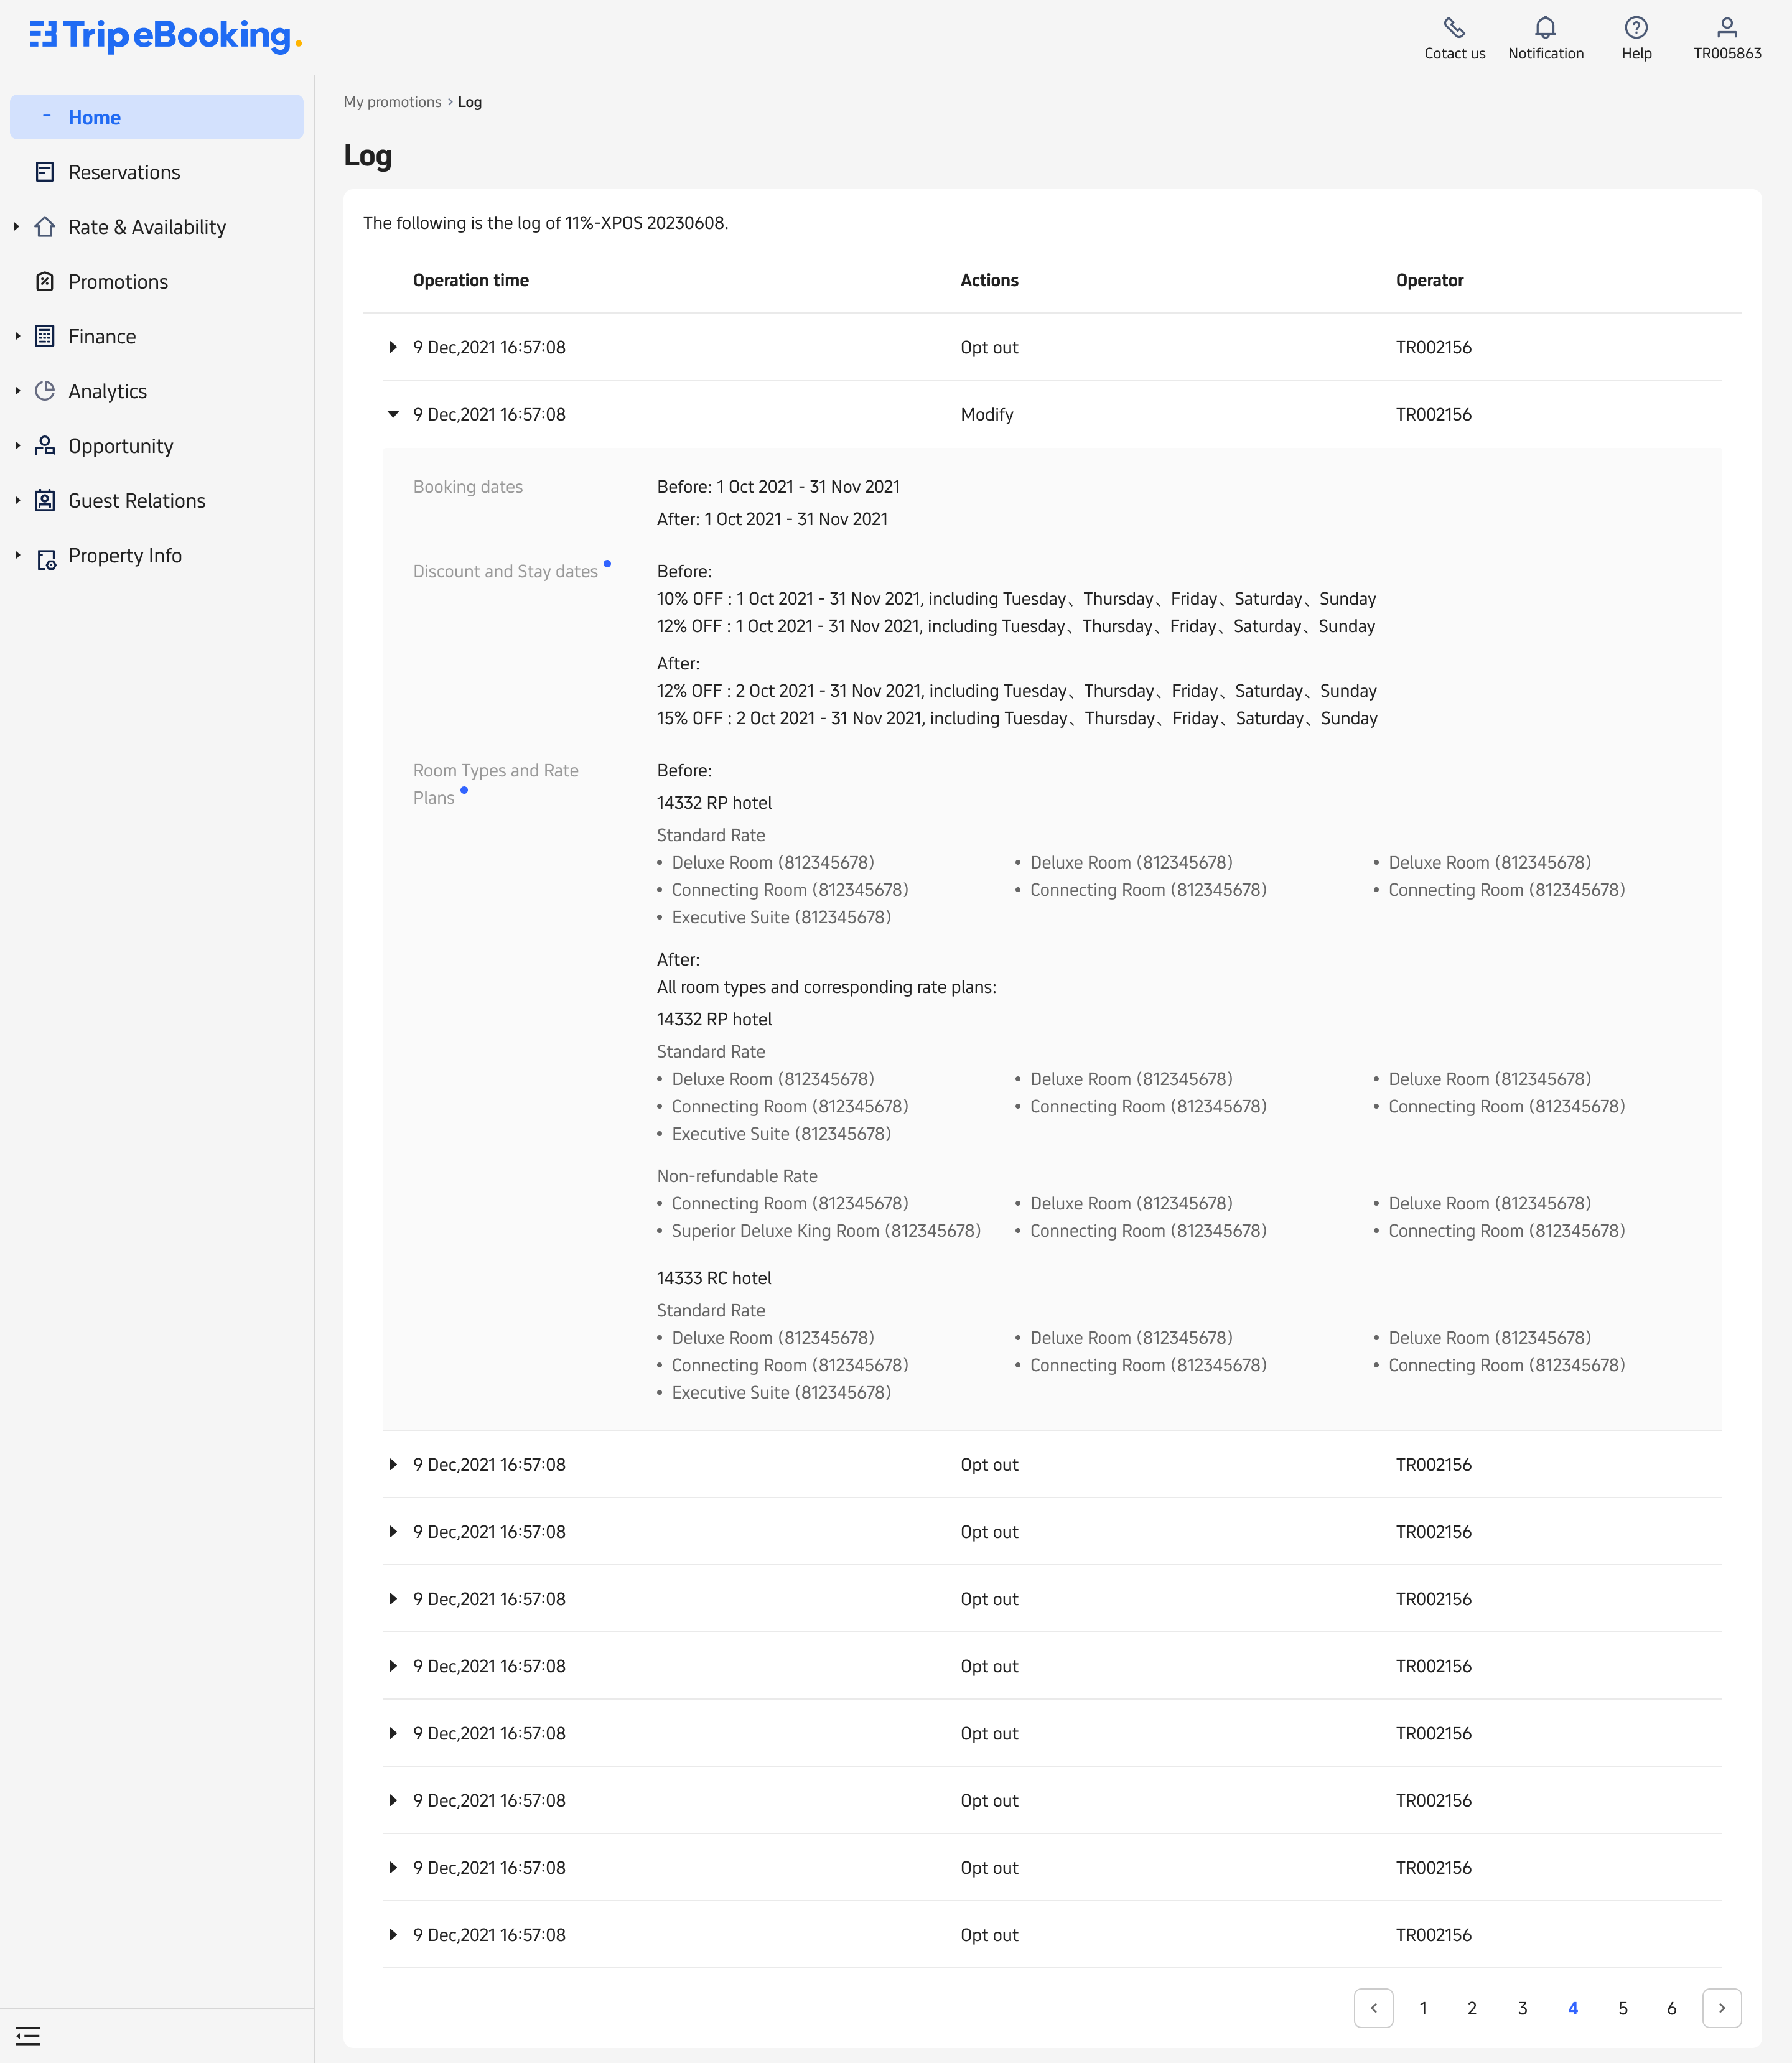 Trip eBooking.
Cotact us
Notification
Help
TR005863
Home
Reservations
Rate & Availability
Promotions
Finance
Analytics
Opportunity
Guest Relations
Property Info
My promotions > Log
Log
The following is the log of 11%-XPOS 20230608.
Operation time Actions Operator
9 Dec,2021 16:57:08 Opt out TR002156
9 Dec,2021 16:57:08 Modify TR002156
Booking dates Before: 1 Oct 2021 - 31 Nov 2021
After: 1 Oct 2021 - 31 Nov 2021
Discount and Stay dates Before:
10% OFF : 1 Oct 2021 - 31 Nov 2021, including Tuesday、Thursday、Friday、Saturday、Sunday
12% OFF : 1 Oct 2021 - 31 Nov 2021, including Tuesday、Thursday、Friday、Saturday、Sunday
After:
12% OFF : 2 Oct 2021 - 31 Nov 2021, including Tuesday、Thursday、Friday、Saturday、Sunday
15% OFF : 2 Oct 2021 - 31 Nov 2021, including Tuesday、Thursday、Friday、Saturday、Sunday
Room Types and Rate
Plans
Before:
14332 RP hotel
Standard Rate
• Deluxe Room (812345678) • Deluxe Room (812345678) • Deluxe Room (812345678)
• Connecting Room (812345678) • Connecting Room (812345678) • Connecting Room (812345678)
• Executive Suite (812345678)
After:
All room types and corresponding rate plans:
14332 RP hotel
Standard Rate
• Deluxe Room (812345678) • Deluxe Room (812345678) • Deluxe Room (812345678)
• Connecting Room (812345678) • Connecting Room (812345678) • Connecting Room (812345678)
• Executive Suite (812345678)
Non-refundable Rate
• Connecting Room (812345678) • Deluxe Room (812345678) • Deluxe Room (812345678)
• Superior Deluxe King Room (812345678) • Connecting Room (812345678) • Connecting Room (812345678)
14333 RC hotel
Standard Rate
• Deluxe Room (812345678) • Deluxe Room (812345678) • Deluxe Room (812345678)
• Connecting Room (812345678) • Connecting Room (812345678) • Connecting Room (812345678)
• Executive Suite (812345678)
9 Dec,2021 16:57:08 Opt out TR002156
9 Dec,2021 16:57:08 Opt out TR002156
9 Dec,2021 16:57:08 Opt out TR002156
9 Dec,2021 16:57:08 Opt out TR002156
9 Dec,2021 16:57:08 Opt out TR002156
9 Dec,2021 16:57:08 Opt out TR002156
9 Dec,2021 16:57:08 Opt out TR002156
9 Dec,2021 16:57:08 Opt out TR002156
< 1 2 3 4 5 6 >